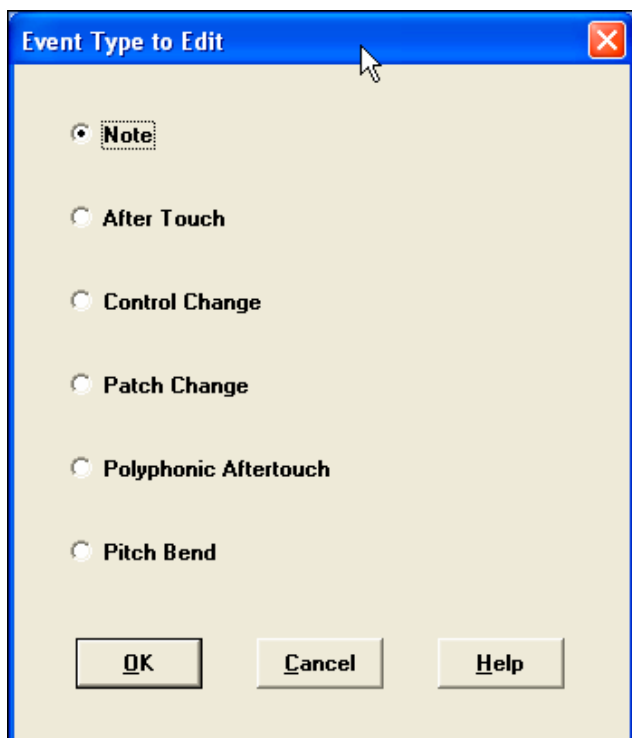 Event Type to Edit
Note
After Touch
Control Change
Patch Change
Polyphonic Aftertouch
Pitch Bend
OK Cancel Help